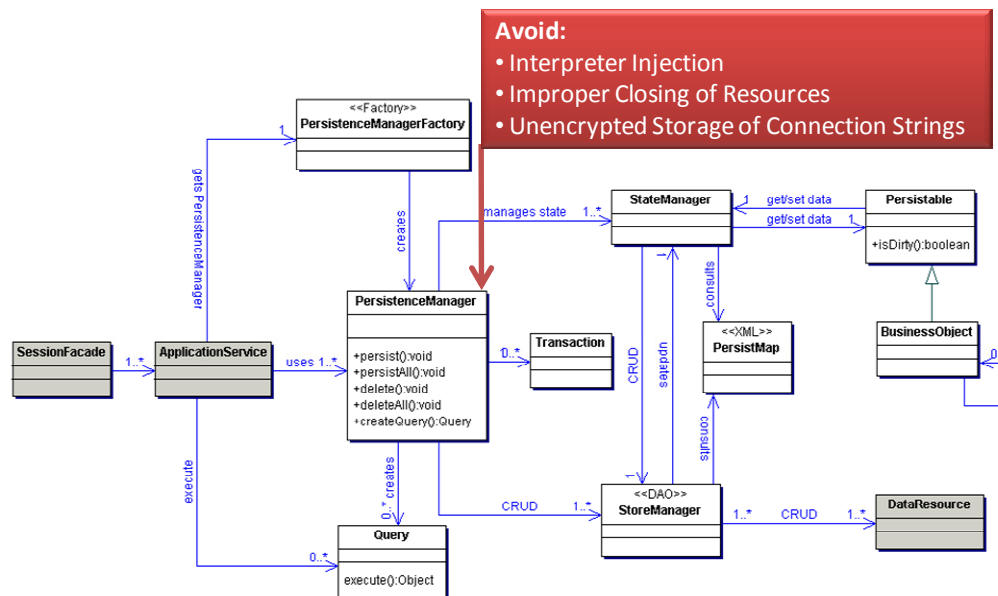 Avoid:
• Interpreter Injection
• Improper Closing of Resources
• Unencrypted Storage of Connection Strings
<<Factory>>
PersistenceManagerFactory
1
gets PersistenceManager
creates
manages state 1..*
StateManager
1 get/set data
get/set data 1
Persistable
+isDirty():boolean
SessionFacade
1..*
ApplicationService
uses 1..*
PersistenceManager
+persist():void
+persistAll():void
+delete():void
+deleteAll():void
+createQuery():Query
0..*
Transaction
CRUD
1
updates
1
consults
<<XML>>
PersistMap
consults
BusinessObject
0
execute
0..*
0..* creates
Query
execute():Object
CRUD 1..*
<<DAO>>
StoreManager
1..* CRUD 1..*
DataResource